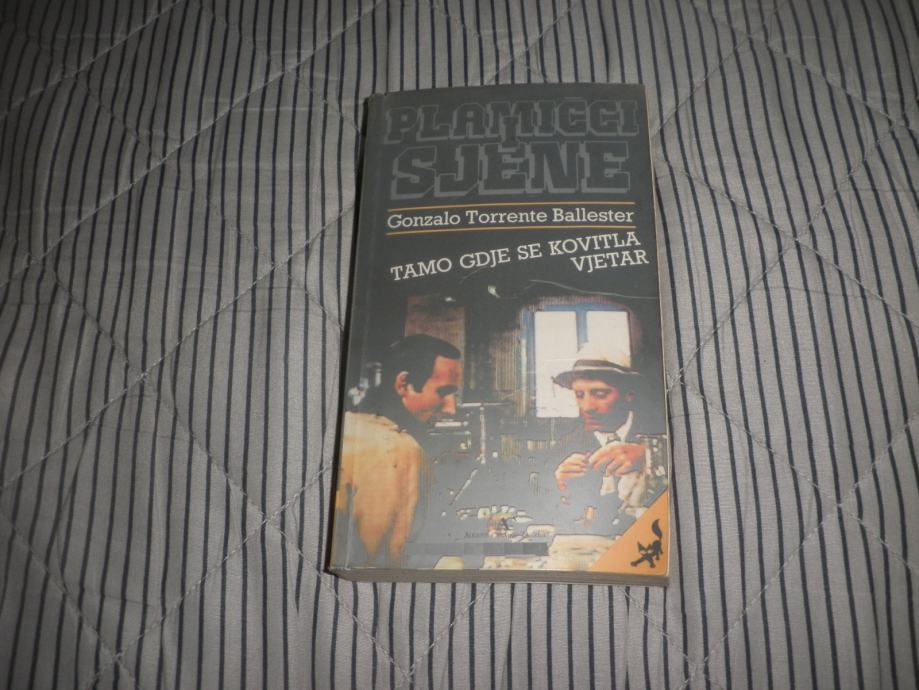 PLAMICCI
I
SJENE
Gonzalo Torrente Ballester
TAMO GDJE SE KOVITLA
VJETAR